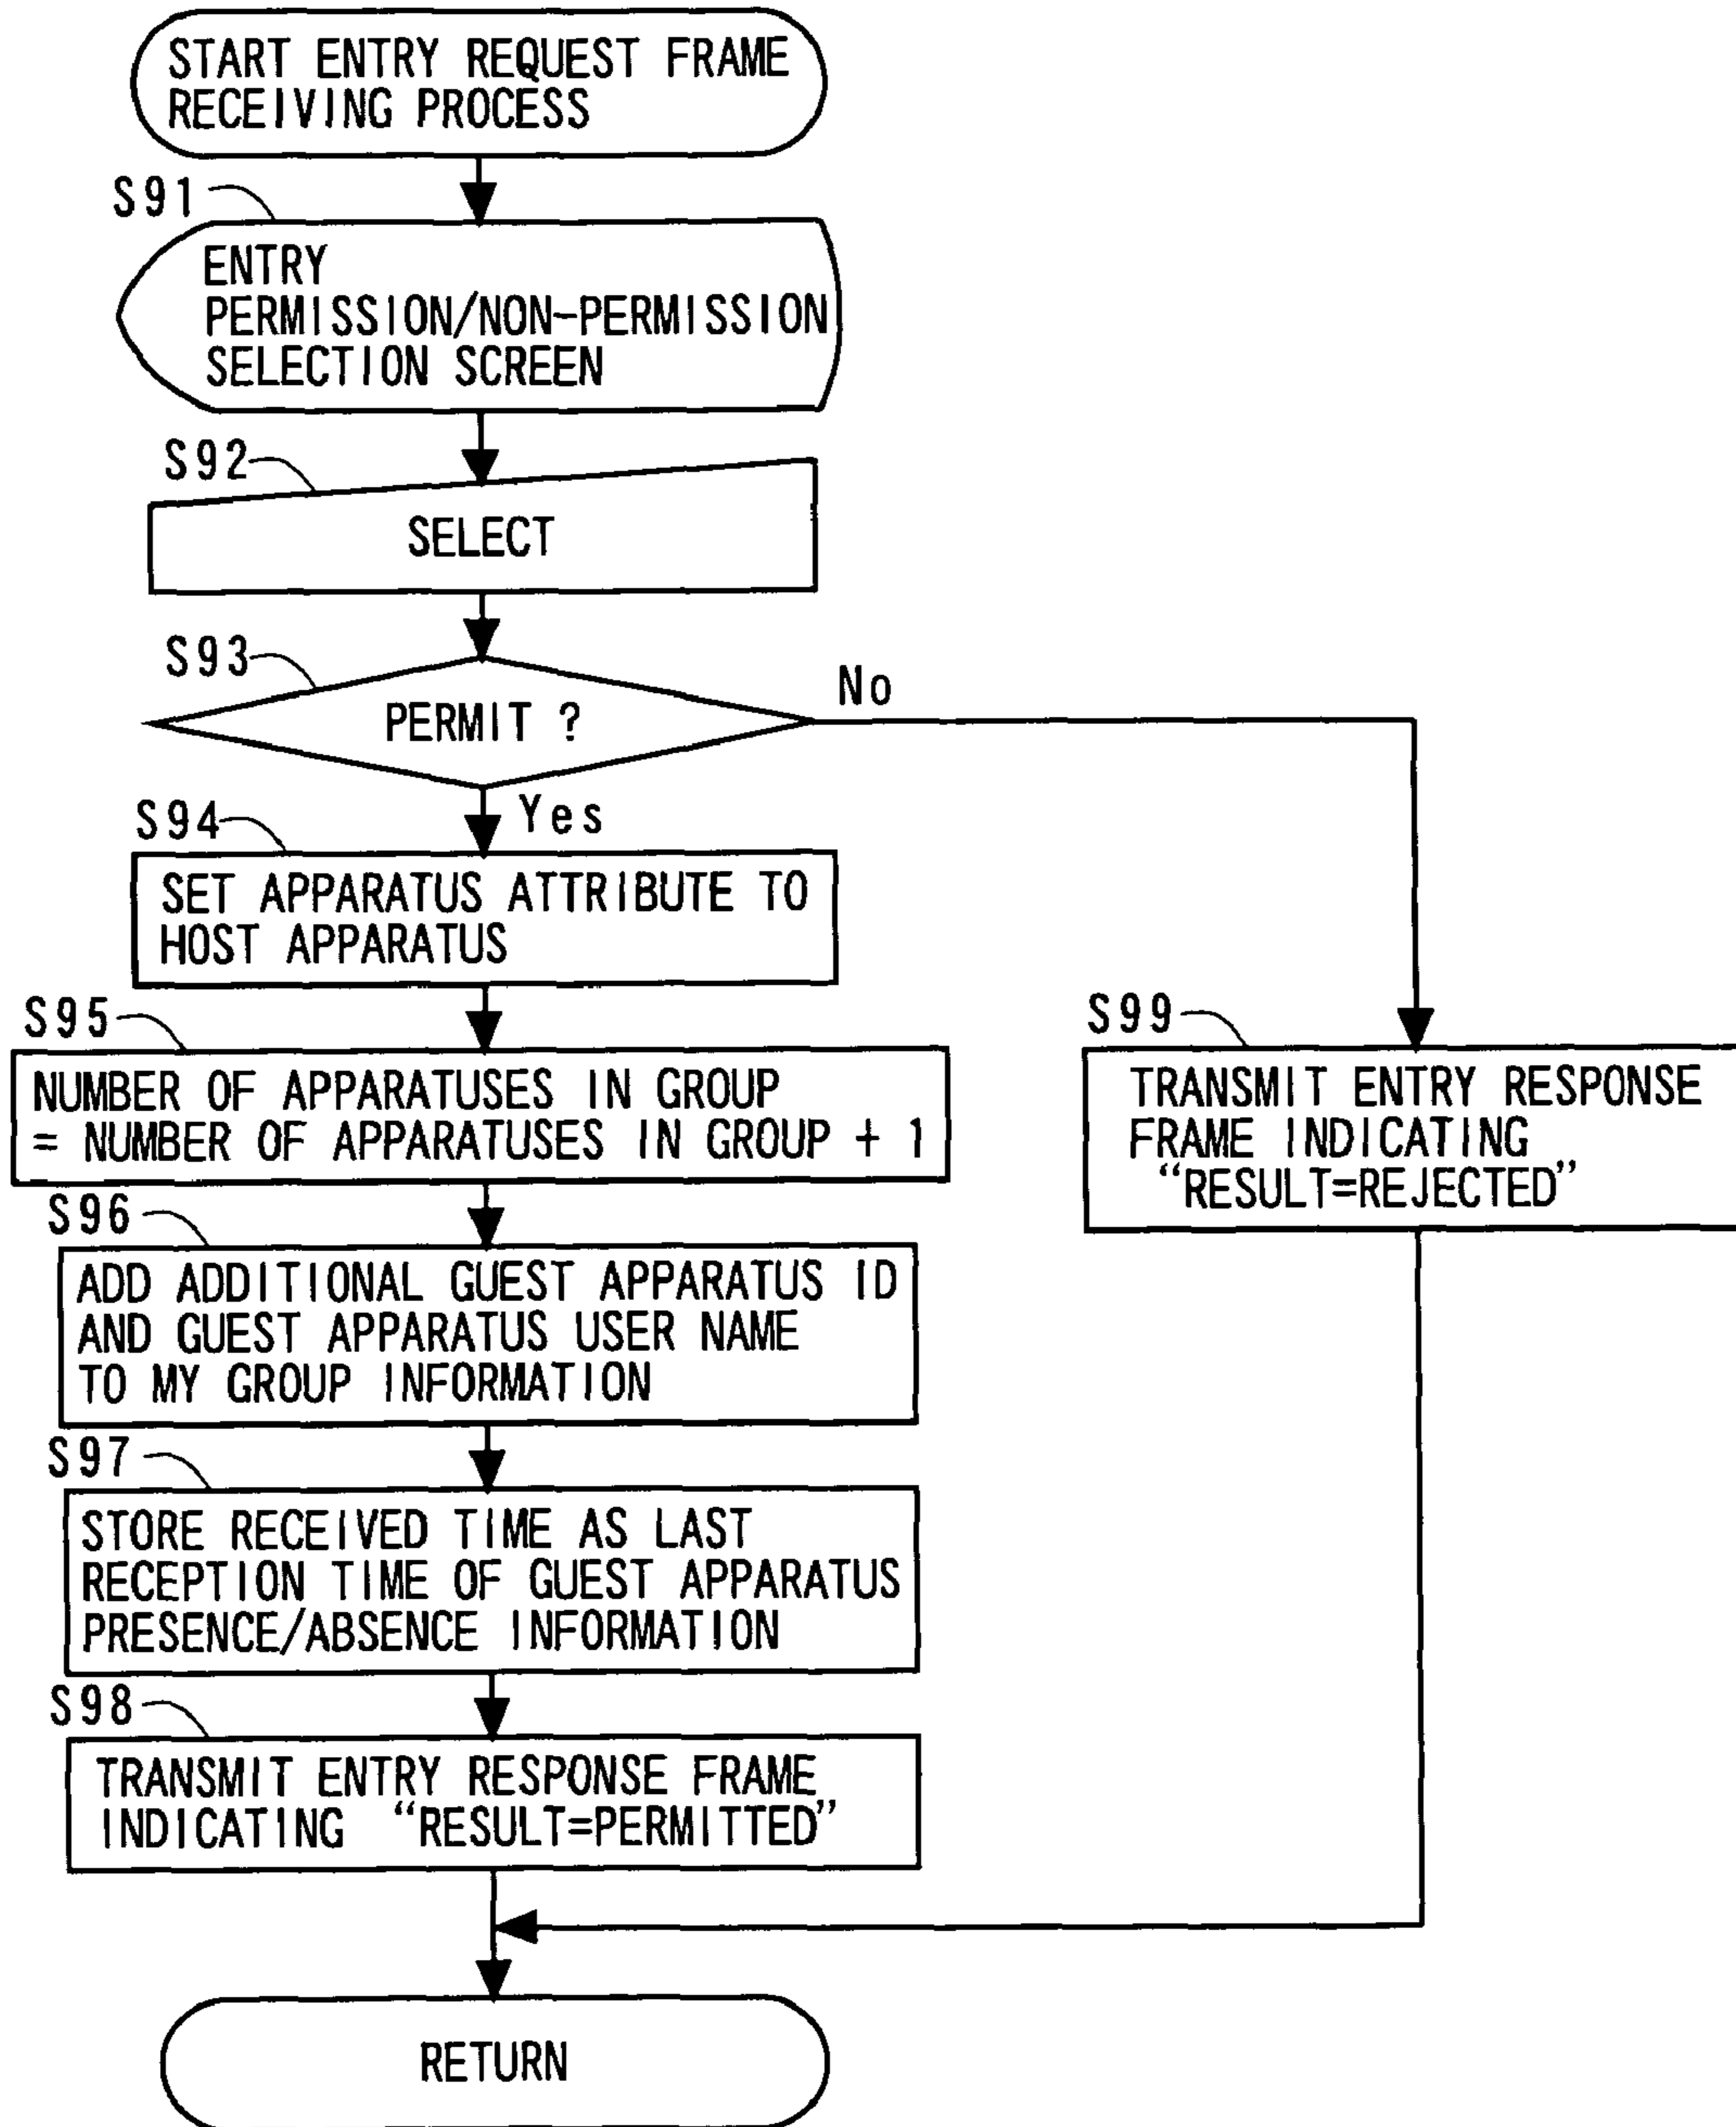 START ENTRY REQUEST FRAME
RECEIVING PROCESS
S91
ENTRY
PERMISSION/NON-PERMISSION
SELECTION SCREEN
S92
SELECT
S93
PERMIT ?
No
Yes
S94
SET APPARATUS ATTRIBUTE TO
HOST APPARATUS
S95
NUMBER OF APPARATUSES IN GROUP
= NUMBER OF APPARATUSES IN GROUP + 1
S99
TRANSMIT ENTRY RESPONSE
FRAME INDICATING
“RESULT=REJECTED”
S96
ADD ADDITIONAL GUEST APPARATUS ID
AND GUEST APPARATUS USER NAME
TO MY GROUP INFORMATION
S97
STORE RECEIVED TIME AS LAST
RECEPTION TIME OF GUEST APPARATUS
PRESENCE/ABSENCE INFORMATION
S98
TRANSMIT ENTRY RESPONSE FRAME
INDICATING “RESULT=PERMITTED”
RETURN